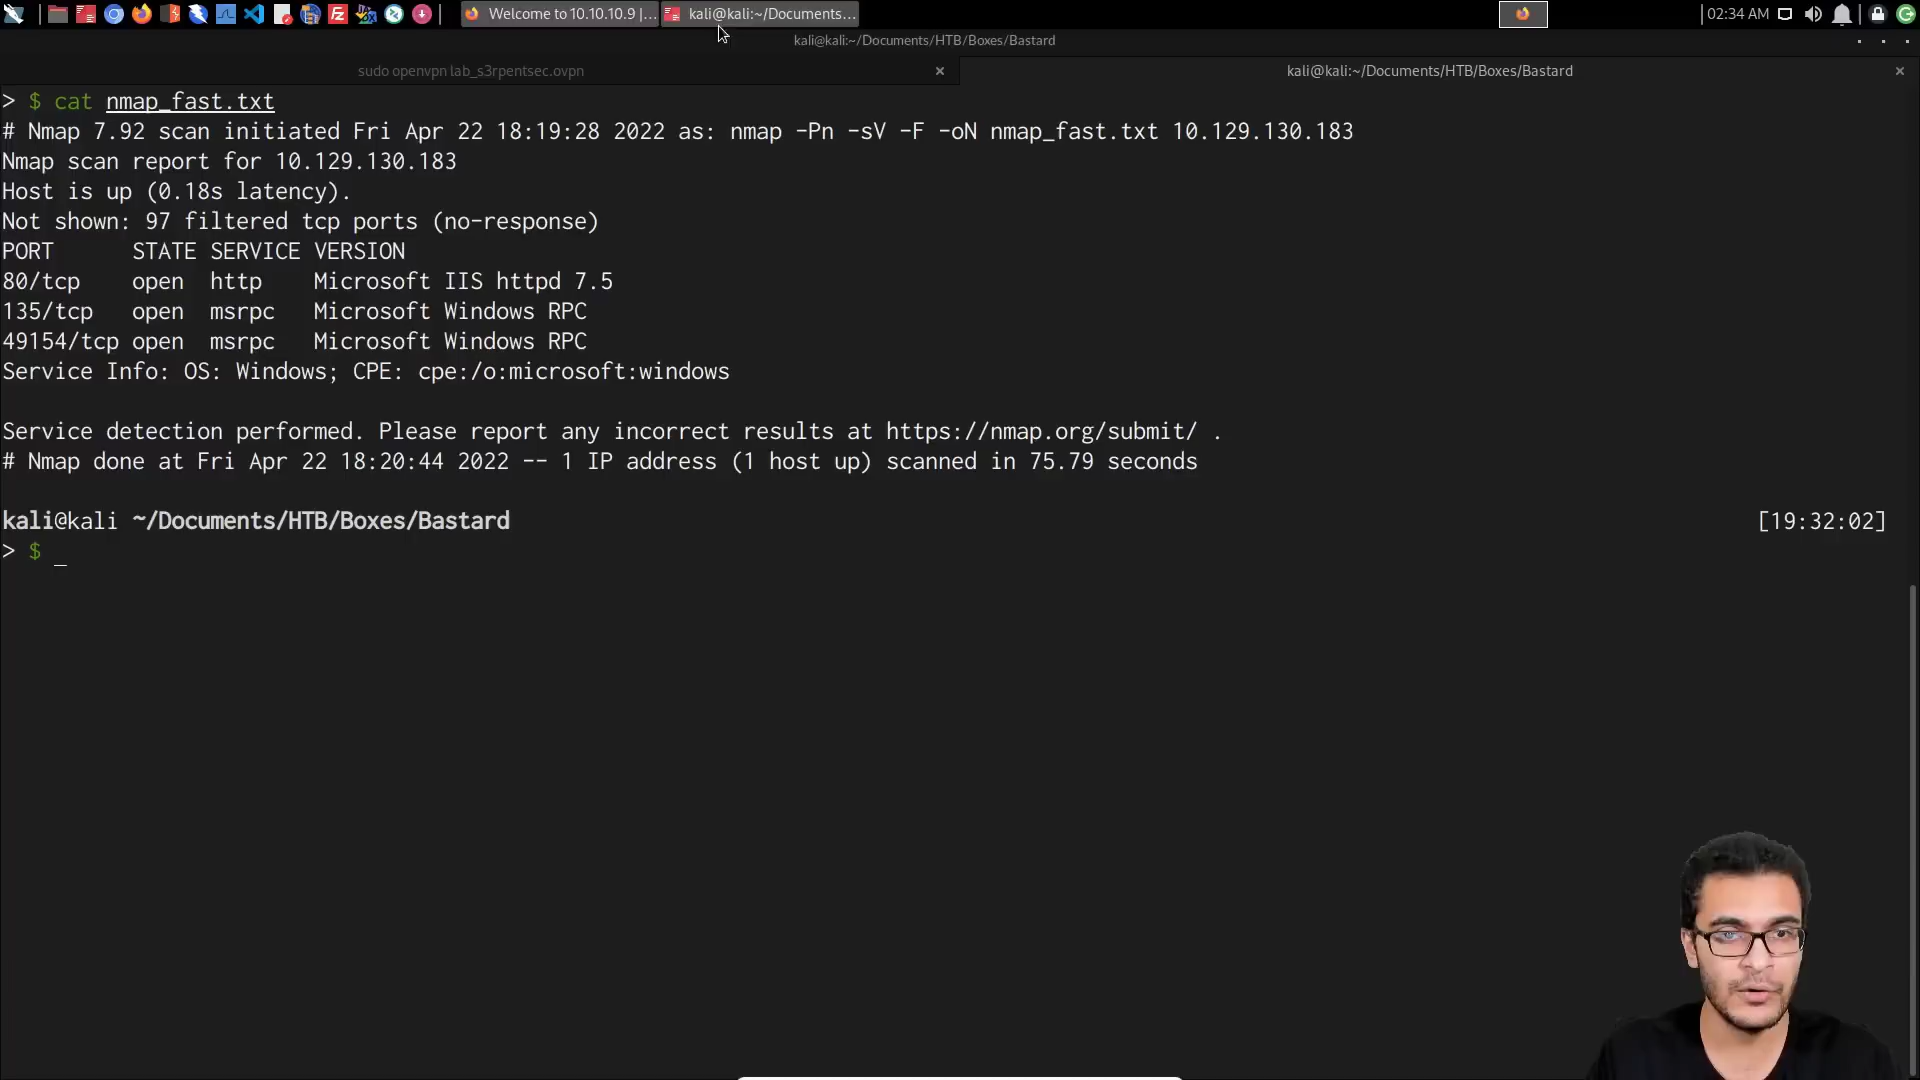 Welcome to 10.10.10.9 |...
kali@kali:~/Documents...
02:34 AM
kali@kali:~/Documents/HTB/Boxes/Bastard
sudo openvpn lab_s3rpentsec.ovpn
kali@kali:~/Documents/HTB/Boxes/Bastard
> $ cat nmap_fast.txt
# Nmap 7.92 scan initiated Fri Apr 22 18:19:28 2022 as: nmap -Pn -sV -F -oN nmap_fast.txt 10.129.130.183
Nmap scan report for 10.129.130.183
Host is up (0.18s latency).
Not shown: 97 filtered tcp ports (no-response)
PORT      STATE SERVICE VERSION
80/tcp    open  http    Microsoft IIS httpd 7.5
135/tcp   open  msrpc   Microsoft Windows RPC
49154/tcp open  msrpc   Microsoft Windows RPC
Service Info: OS: Windows; CPE: cpe:/o:microsoft:windows
Service detection performed. Please report any incorrect results at https://nmap.org/submit/ .
# Nmap done at Fri Apr 22 18:20:44 2022 -- 1 IP address (1 host up) scanned in 75.79 seconds
kali@kali ~/Documents/HTB/Boxes/Bastard [19:32:02]
> $ _